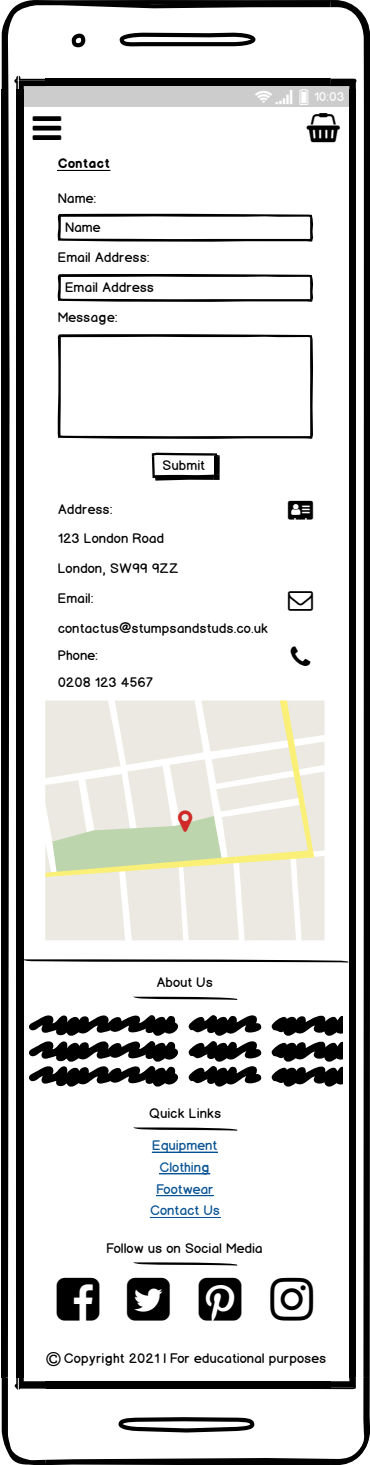 10:03
Contact
Name:
Name
Email Address:
Email Address
Message:
Submit
Address:
123 London Road
London, SW99 9ZZ
Email:
contactus@stumpsandstuds.co.uk
Phone:
0208 123 4567
About Us
Quick Links
Equipment
Clothing
Footwear
Contact Us
Follow us on Social Media
© Copyright 2021 | For educational purposes